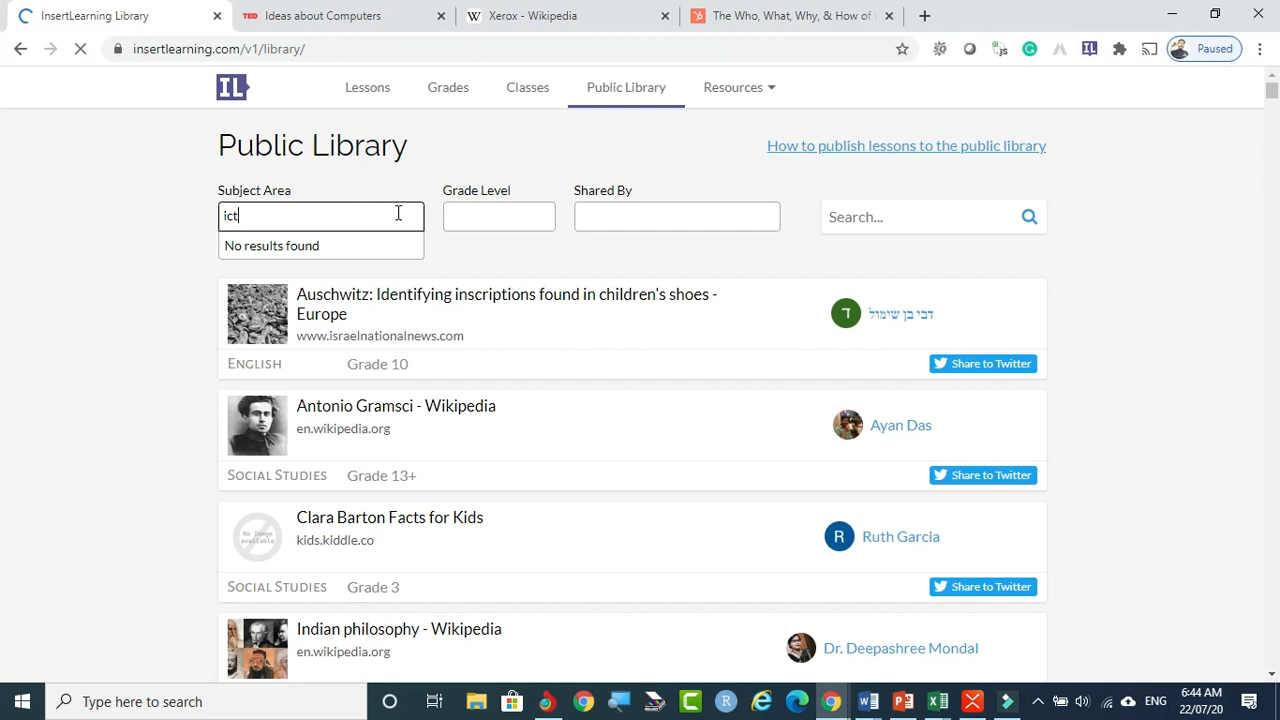 InsertLearning Library
TED Ideas about Computers
W Xerox - Wikipedia
The Who, What, Why, & How of
insertlearning.com/v1/library/
js
IL
Paused
IL
Lessons
Grades
Classes
Public Library
Resources
Public Library
How to publish lessons to the public library
Subject Area
Grade Level
Shared By
ict
Search...
No results found
Auschwitz: Identifying inscriptions found in children's shoes -
Europe
www.israelnationalnews.com
ד
דבי בן שימול
ENGLISH
Grade 10
Share to Twitter
Antonio Gramsci - Wikipedia
en.wikipedia.org
Ayan Das
SOCIAL STUDIES
Grade 13+
Share to Twitter
No Image
available
Clara Barton Facts for Kids
kids.kiddle.co
R
Ruth Garcia
SOCIAL STUDIES
Grade 3
Share to Twitter
Indian philosophy - Wikipedia
en.wikipedia.org
Dr. Deepashree Mondal
Type here to search
ENG
6:44 AM
22/07/20